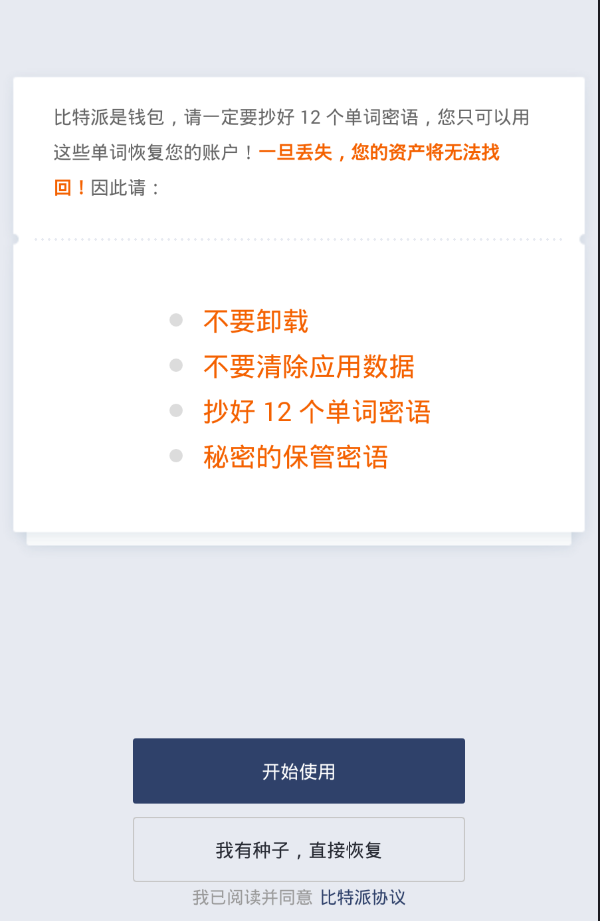 比特派是钱包，请一定要抄好 12 个单词密语，您只可以用
这些单词恢复您的账户！一旦丢失，您的资产将无法找
回！因此请：
不要卸载
不要清除应用数据
抄好 12 个单词密语
秘密的保管密语
开始使用
我有种子，直接恢复
我已阅读并同意 比特派协议